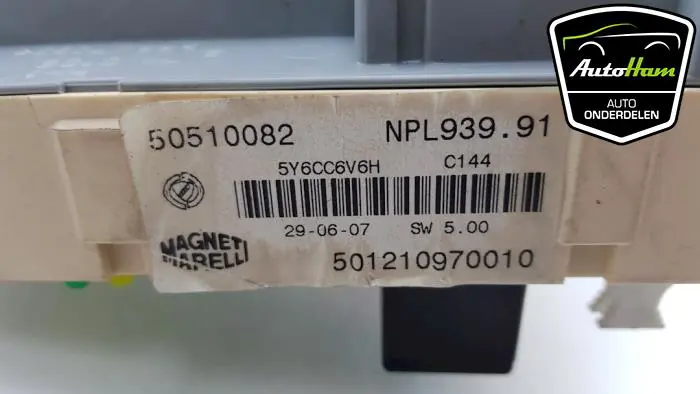 AutoHam
AUTO
ONDERDELEN
50510082 NPL939.91
5Y6CC6V6H C144
29-06-07 SW 5.00
MAGNETI
MARELLI
501210970010